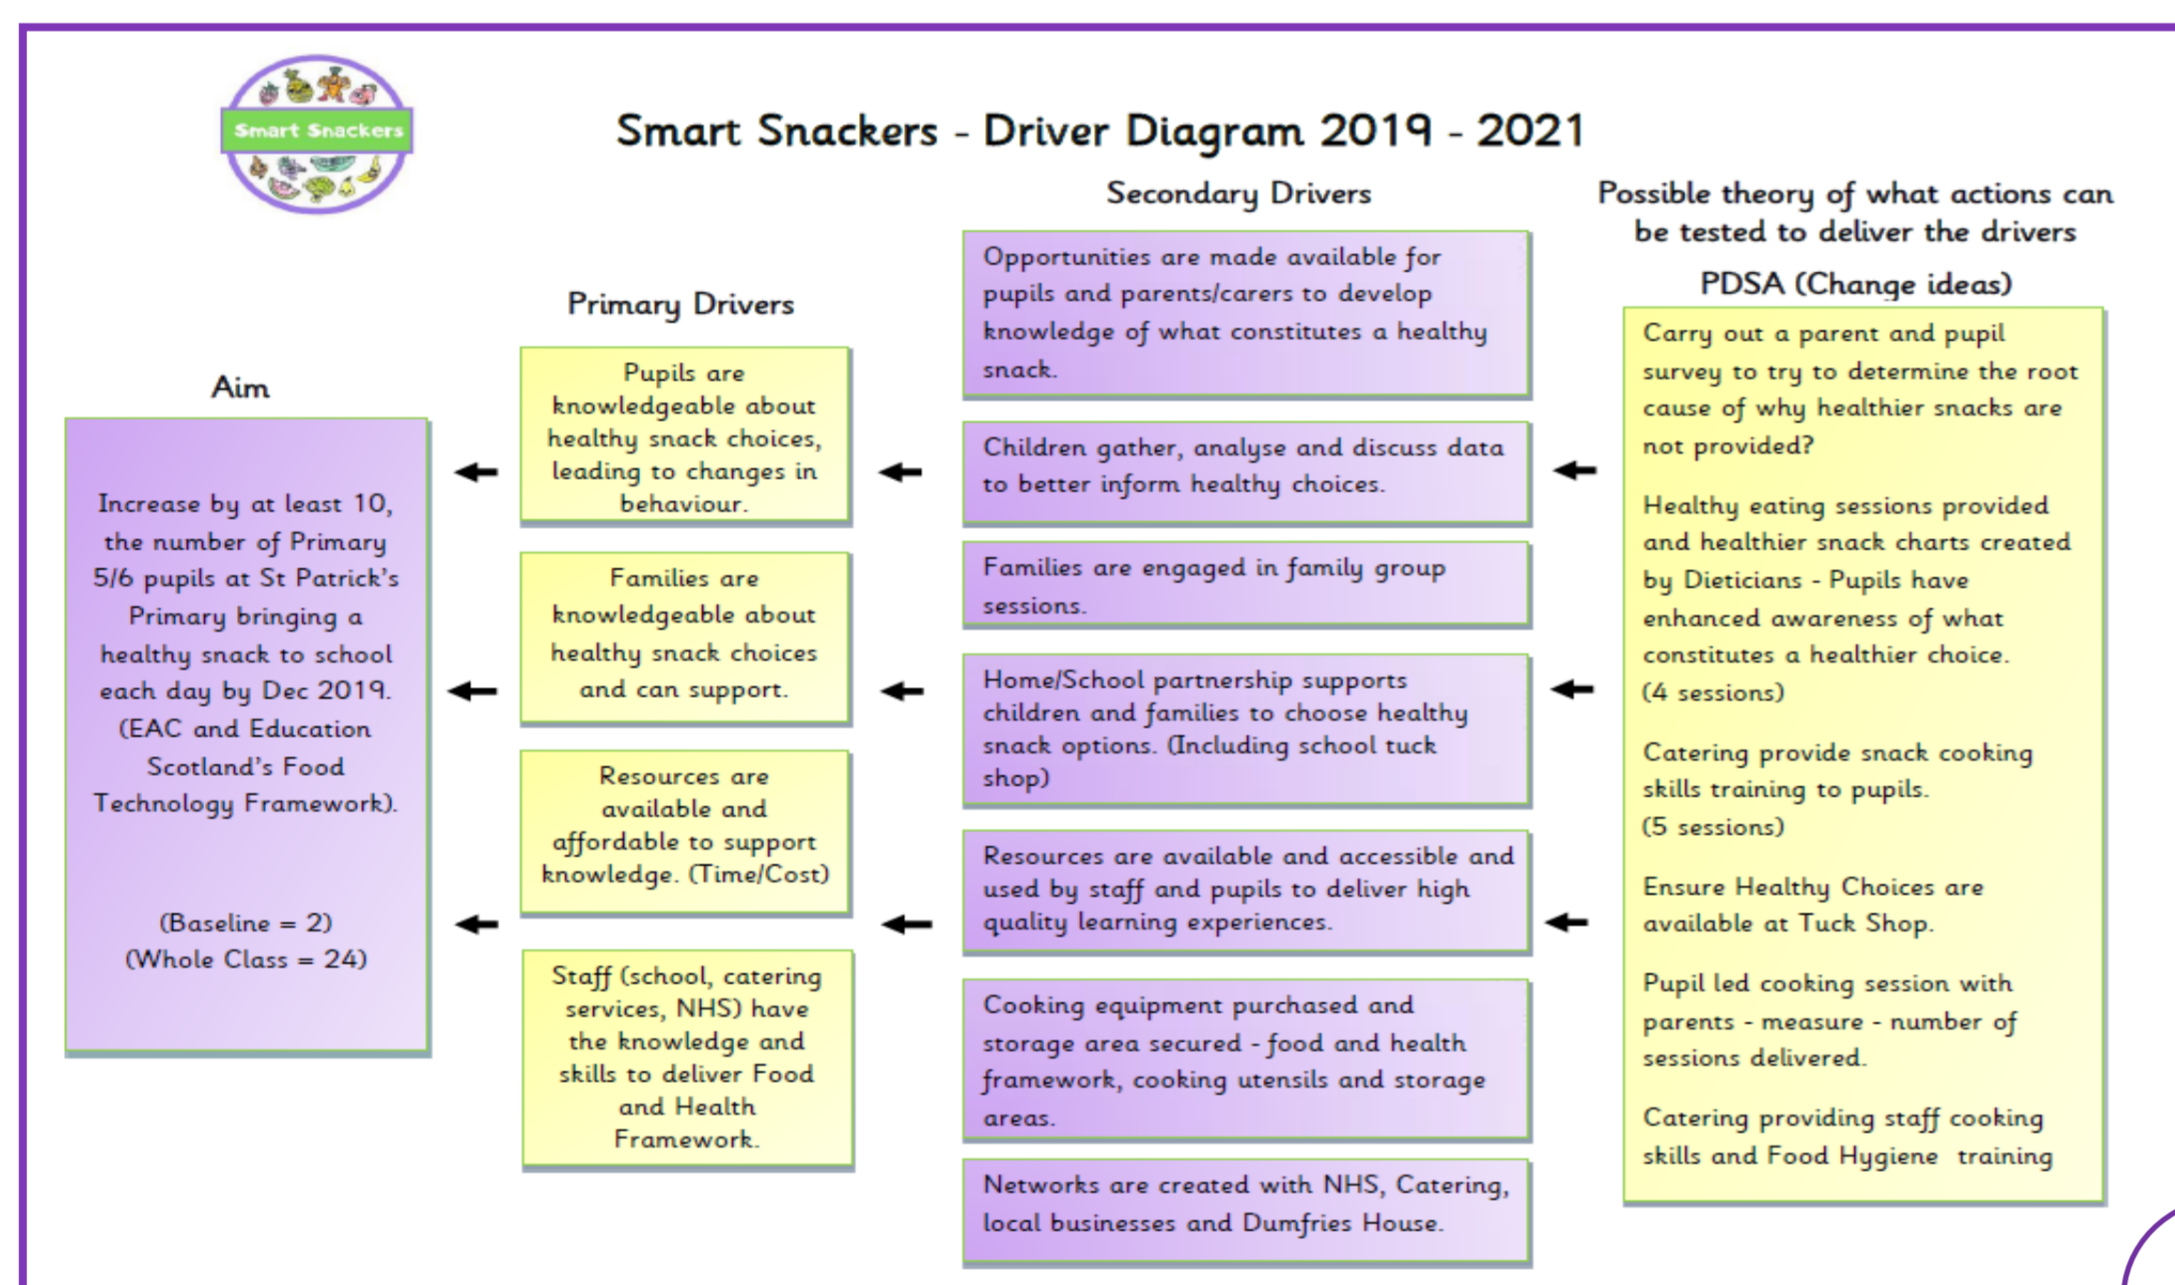 Smart Snackers
Smart Snackers - Driver Diagram 2019 - 2021
Aim
Increase by at least 10,
the number of Primary
5/6 pupils at St Patrick's
Primary bringing a
healthy snack to school
each day by Dec 2019.
(EAC and Education
Scotland's Food
Technology Framework).
(Baseline = 2)
(Whole Class = 24)
Primary Drivers
Pupils are
knowledgeable about
healthy snack choices,
leading to changes in
behaviour.
Families are
knowledgeable about
healthy snack choices
and can support.
Resources are
available and
affordable to support
knowledge. (Time/Cost)
Staff (school, catering
services, NHS) have
the knowledge and
skills to deliver Food
and Health
Framework.
Secondary Drivers
Opportunities are made available for
pupils and parents/carers to develop
knowledge of what constitutes a healthy
snack.
Children gather, analyse and discuss data
to better inform healthy choices.
Families are engaged in family group
sessions.
Home/School partnership supports
children and families to choose healthy
snack options. (Including school tuck
shop)
Resources are available and accessible and
used by staff and pupils to deliver high
quality learning experiences.
Cooking equipment purchased and
storage area secured - food and health
framework, cooking utensils and storage
areas.
Networks are created with NHS, Catering,
local businesses and Dumfries House.
Possible theory of what actions can
be tested to deliver the drivers
PDSA (Change ideas)
Carry out a parent and pupil
survey to try to determine the root
cause of why healthier snacks are
not provided?
Healthy eating sessions provided
and healthier snack charts created
by Dieticians - Pupils have
enhanced awareness of what
constitutes a healthier choice.
(4 sessions)
Catering provide snack cooking
skills training to pupils.
(5 sessions)
Ensure Healthy Choices are
available at Tuck Shop.
Pupil led cooking session with
parents - measure - number of
sessions delivered.
Catering providing staff cooking
skills and Food Hygiene training